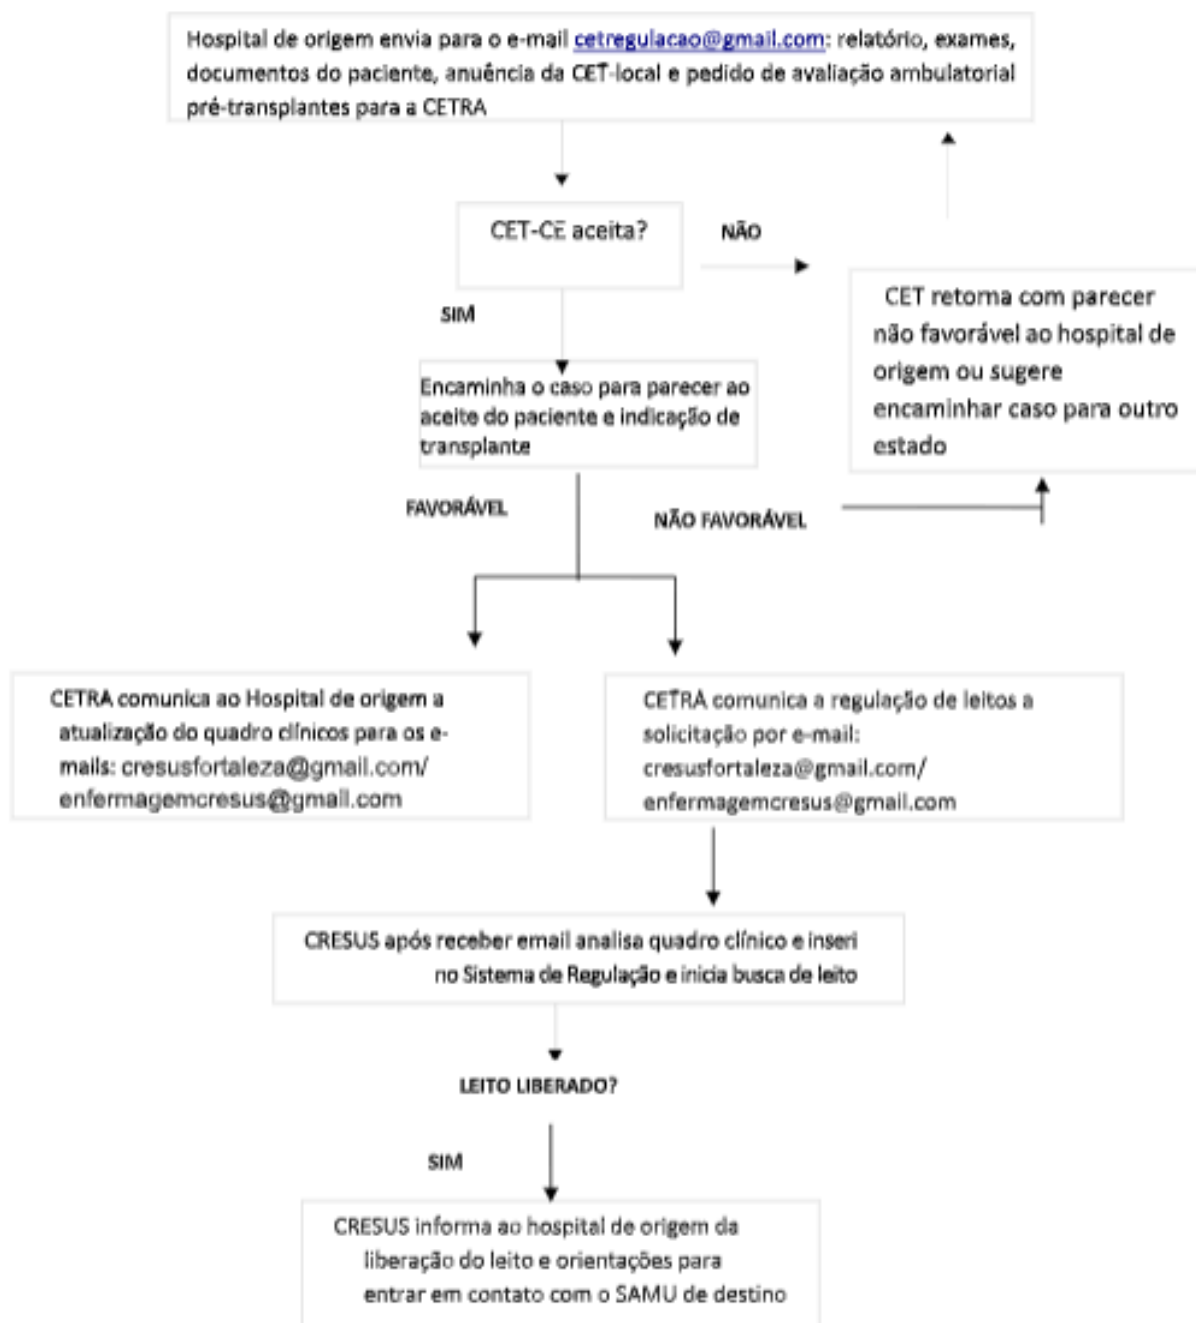 Hospital de origem envia para o e-mail cetregulacao@gmail.com: relatório, exames,
documentos do paciente, anuência da CET-local e pedido de avaliação ambulatorial
pré-transplantes para a CETRA
CET-CE aceita?
NÃO
SIM
CET retorna com parecer
não favorável ao hospital de
origem ou sugere
encaminhar caso para outro
estado
Encaminha o caso para parecer ao
aceite do paciente e indicação de
transplante
FAVORÁVEL
NÃO FAVORÁVEL
CETRA comunica ao Hospital de origem a
atualização do quadro clínicos para os e-
mails: cresusfortaleza@gmail.com/
enfermagemcresus@gmail.com
CETRA comunica a regulação de leitos a
solicitação por e-mail:
cresusfortaleza@gmail.com/
enfermagemcresus@gmail.com
CRESUS após receber email analisa quadro clínico e inseri
no Sistema de Regulação e inicia busca de leito
LEITO LIBERADO?
SIM
CRESUS informa ao hospital de origem da
liberação do leito e orientações para
entrar em contato com o SAMU de destino